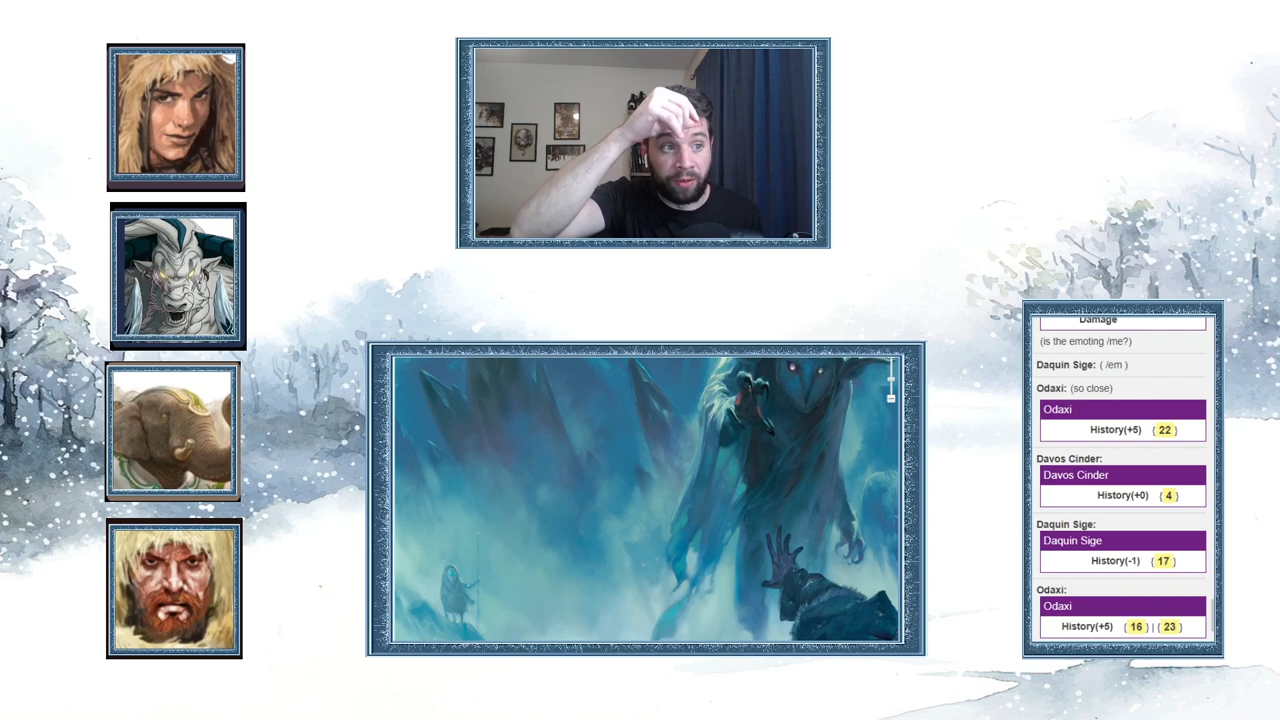 Damage
(is the emoting /me?)
Daquin Sige: ( /em )
Odaxi: (so close)
Odaxi
History(+5) { 22 }
Davos Cinder:
Davos Cinder
History(+0) { 4 }
Daquin Sige:
Daquin Sige
History(-1) { 17 }
Odaxi:
Odaxi
History(+5) { 16 } | { 23 }